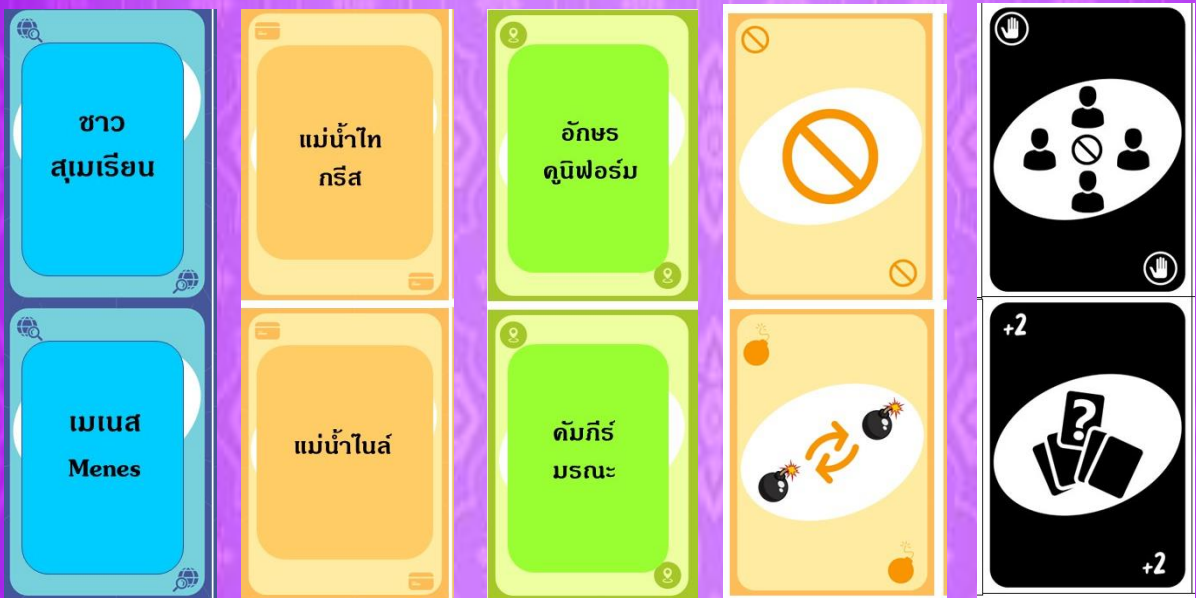 ชาว
สุเมเรียน
แม่น้ำไท
กรีส
อักษร
คูนิฟอร์ม
เมเนส
Menes
แม่น้ำไนล์
คัมภีร์
มรณะ
+2
?
+2